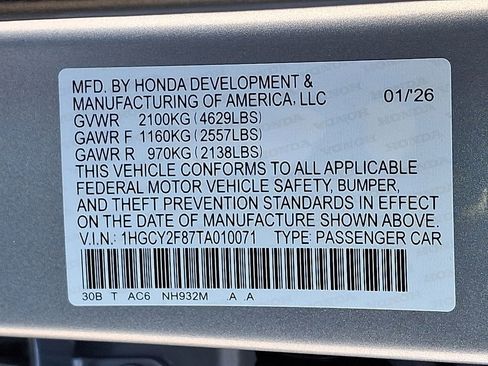 MFD. BY HONDA DEVELOPMENT &
MANUFACTURING OF AMERICA, LLC 01/'26
GVWR 2100KG (4629LBS)
GAWR F 1160KG (2557LBS)
GAWR R 970KG (2138LBS)
THIS VEHICLE CONFORMS TO ALL APPLICABLE
FEDERAL MOTOR VEHICLE SAFETY, BUMPER,
AND THEFT PREVENTION STANDARDS IN EFFECT
ON THE DATE OF MANUFACTURE SHOWN ABOVE.
V.I.N.: 1HGCY2F87TA010071 TYPE: PASSENGER CAR
30B T AC6 NH932M .A .A